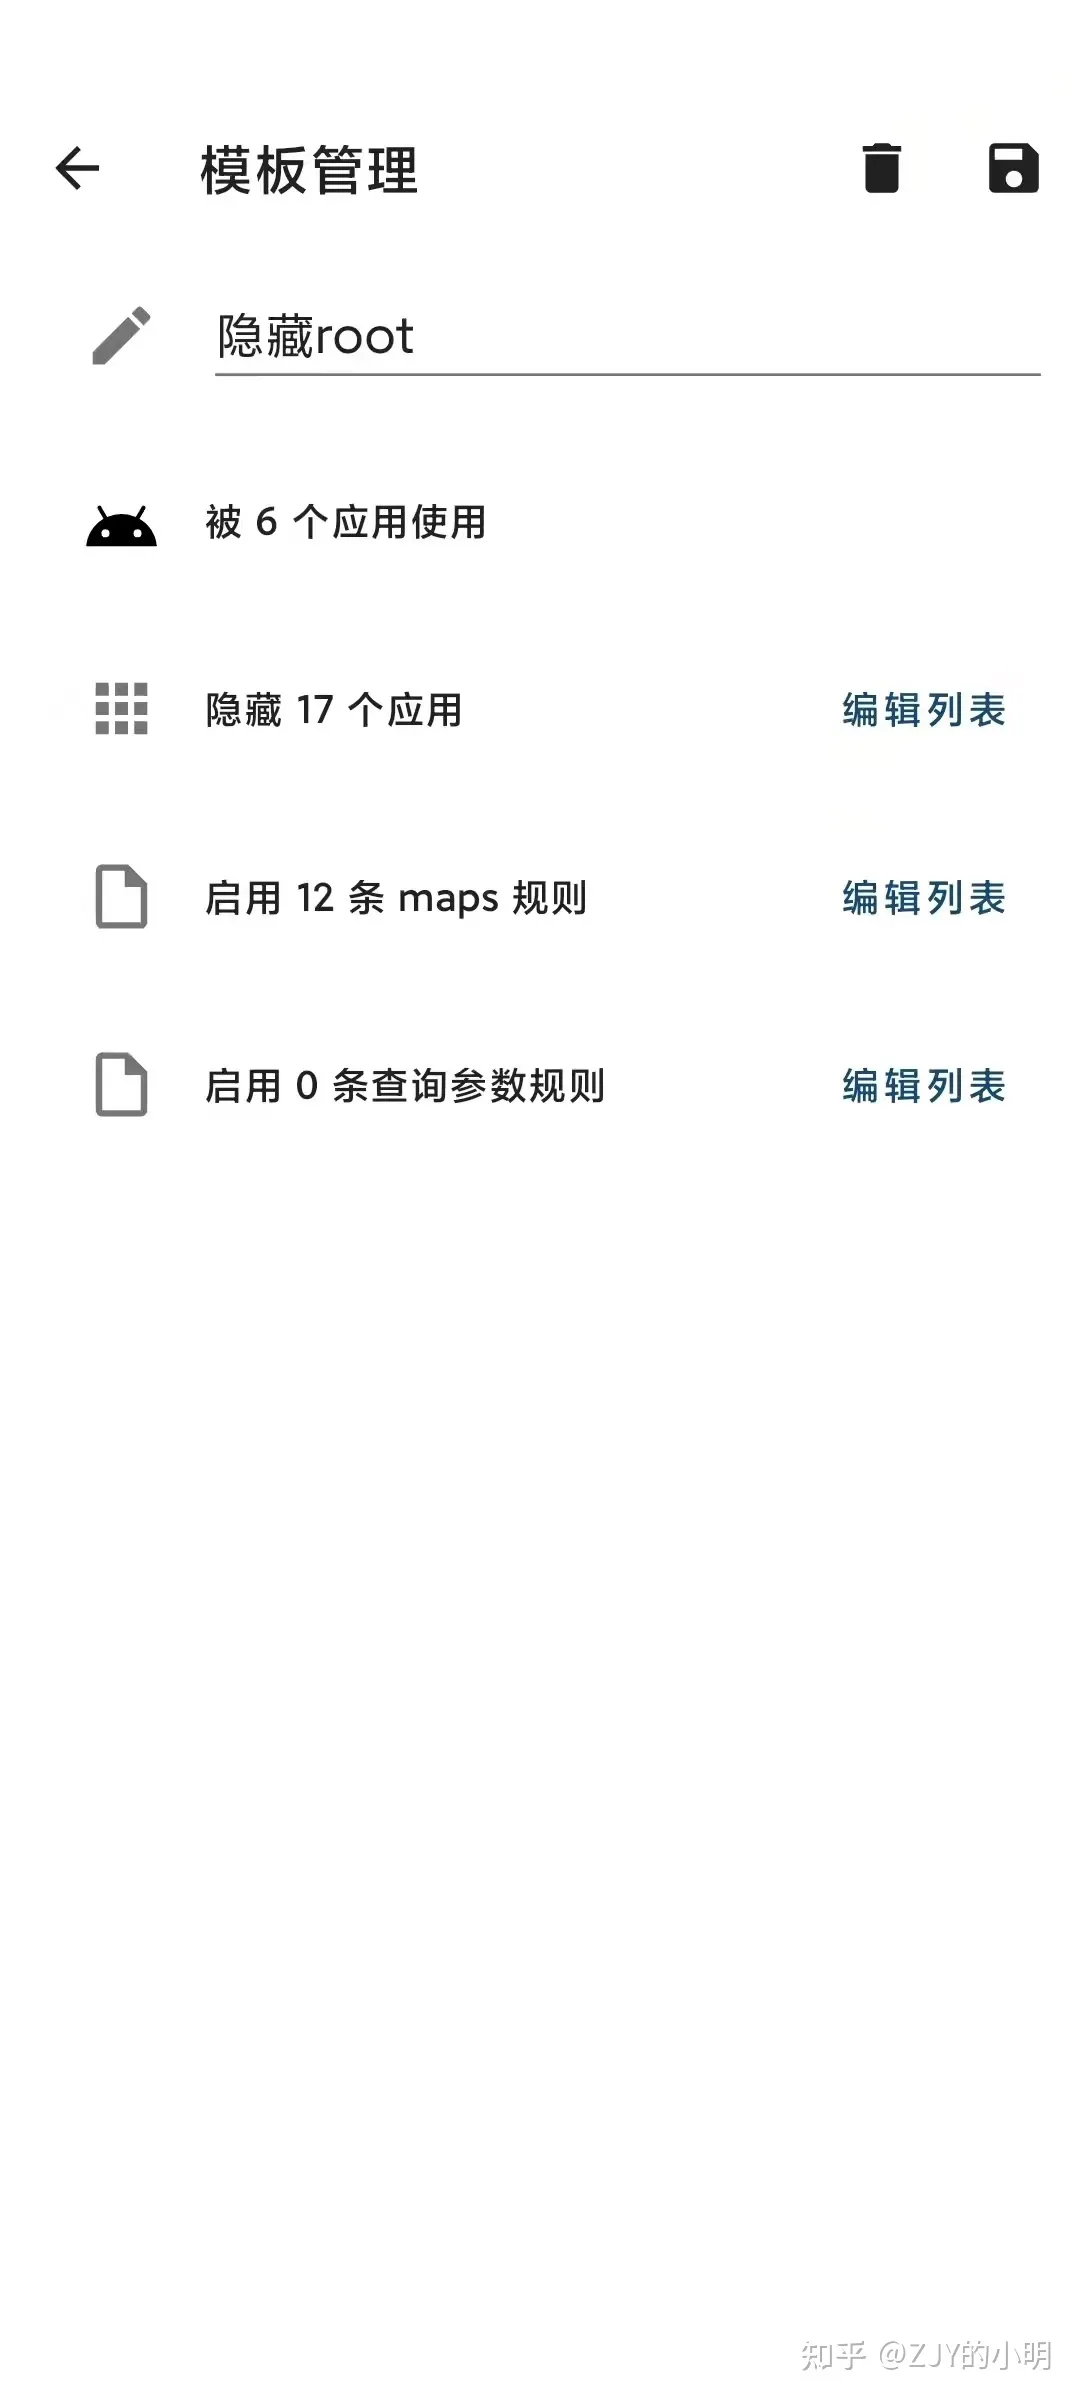 模板管理
隐藏root
被 6 个应用使用
隐藏 17 个应用 编辑列表
启用 12 条 maps 规则 编辑列表
启用 0 条查询参数规则 编辑列表
知乎 @ZJY的小明